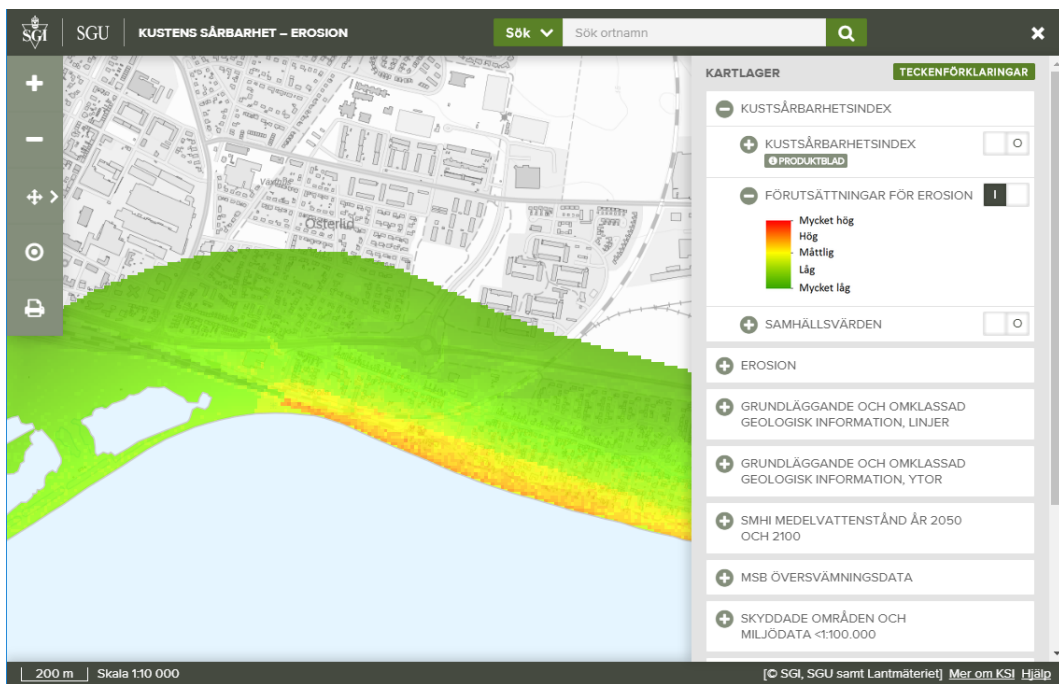 SGI
SGU
KUSTENS SÅRBARHET – EROSION
Sök
Sök ortnamn
KARTLAGER
TECKENFÖRKLARINGAR
KUSTSÅRBARHETSINDEX
KUSTSÅRBARHETSINDEX
PRODUKTBLAD
FÖRUTSÄTTNINGAR FÖR EROSION
Mycket hög
Hög
Måttlig
Låg
Mycket låg
SAMHÄLLSVÄRDEN
EROSION
GRUNDLÄGGANDE OCH OMKLASSAD
GEOLOGISK INFORMATION, LINJER
GRUNDLÄGGANDE OCH OMKLASSAD
GEOLOGISK INFORMATION, YTOR
SMHI MEDELVATTENSTÅND ÅR 2050
OCH 2100
MSB ÖVERSVÄMNINGSDATA
SKYDDADE OMRÅDEN OCH
MILJÖDATA <1:100.000
Österlid
200 m
Skala 1:10 000
[© SGI, SGU samt Lantmäteriet] Mer om KSI Hjälp